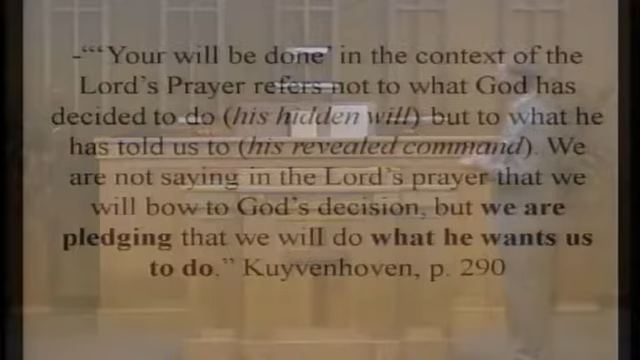 -“‘Your will be done’ in the context of the
Lord’s Prayer refers not to what God has
decided to do (his hidden will) but to what he
has told us to (his revealed command). We
are not saying in the Lord’s prayer that we
will bow to God’s decision, but we are
pledging that we will do what he wants us
to do.” Kuyvenhoven, p. 290